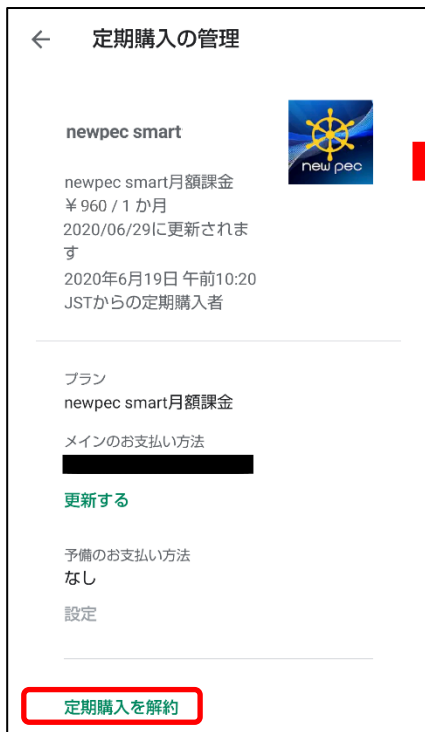 定期購入の管理
newpec smart
new pec
newpec smart月額課金
¥960 / 1 か月
2020/06/29に更新されま
す
2020年6月19日 午前10:20
JSTからの定期購入者
プラン
newpec smart月額課金
メインのお支払い方法
更新する
予備のお支払い方法
なし
設定
定期購入を解約